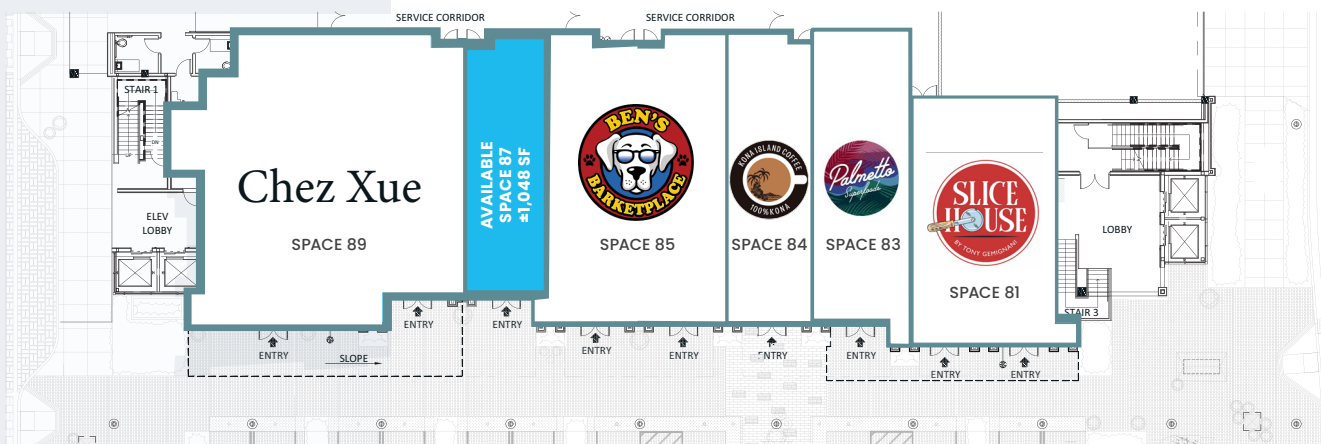 SERVICE CORRIDOR
SERVICE CORRIDOR
STAIR 1
UP
DN
ELEV
LOBBY
Chez Xue
SPACE 89
AVAILABLE
SPACE 87
±1,048 SF
BEN'S
BARKETPLACE
SPACE 85
KONA ISLAND COFFEE
100% KONA
SPACE 84
Palmetto
Superfoods
SPACE 83
SLICE
HOUSE
BY TONY GEMIGNANI
SPACE 81
LOBBY
STAIR 3
ENTRY
SLOPE
ENTRY
ENTRY
ENTRY
ENTRY
ENTRY
ENTRY
ENTRY
ENTRY